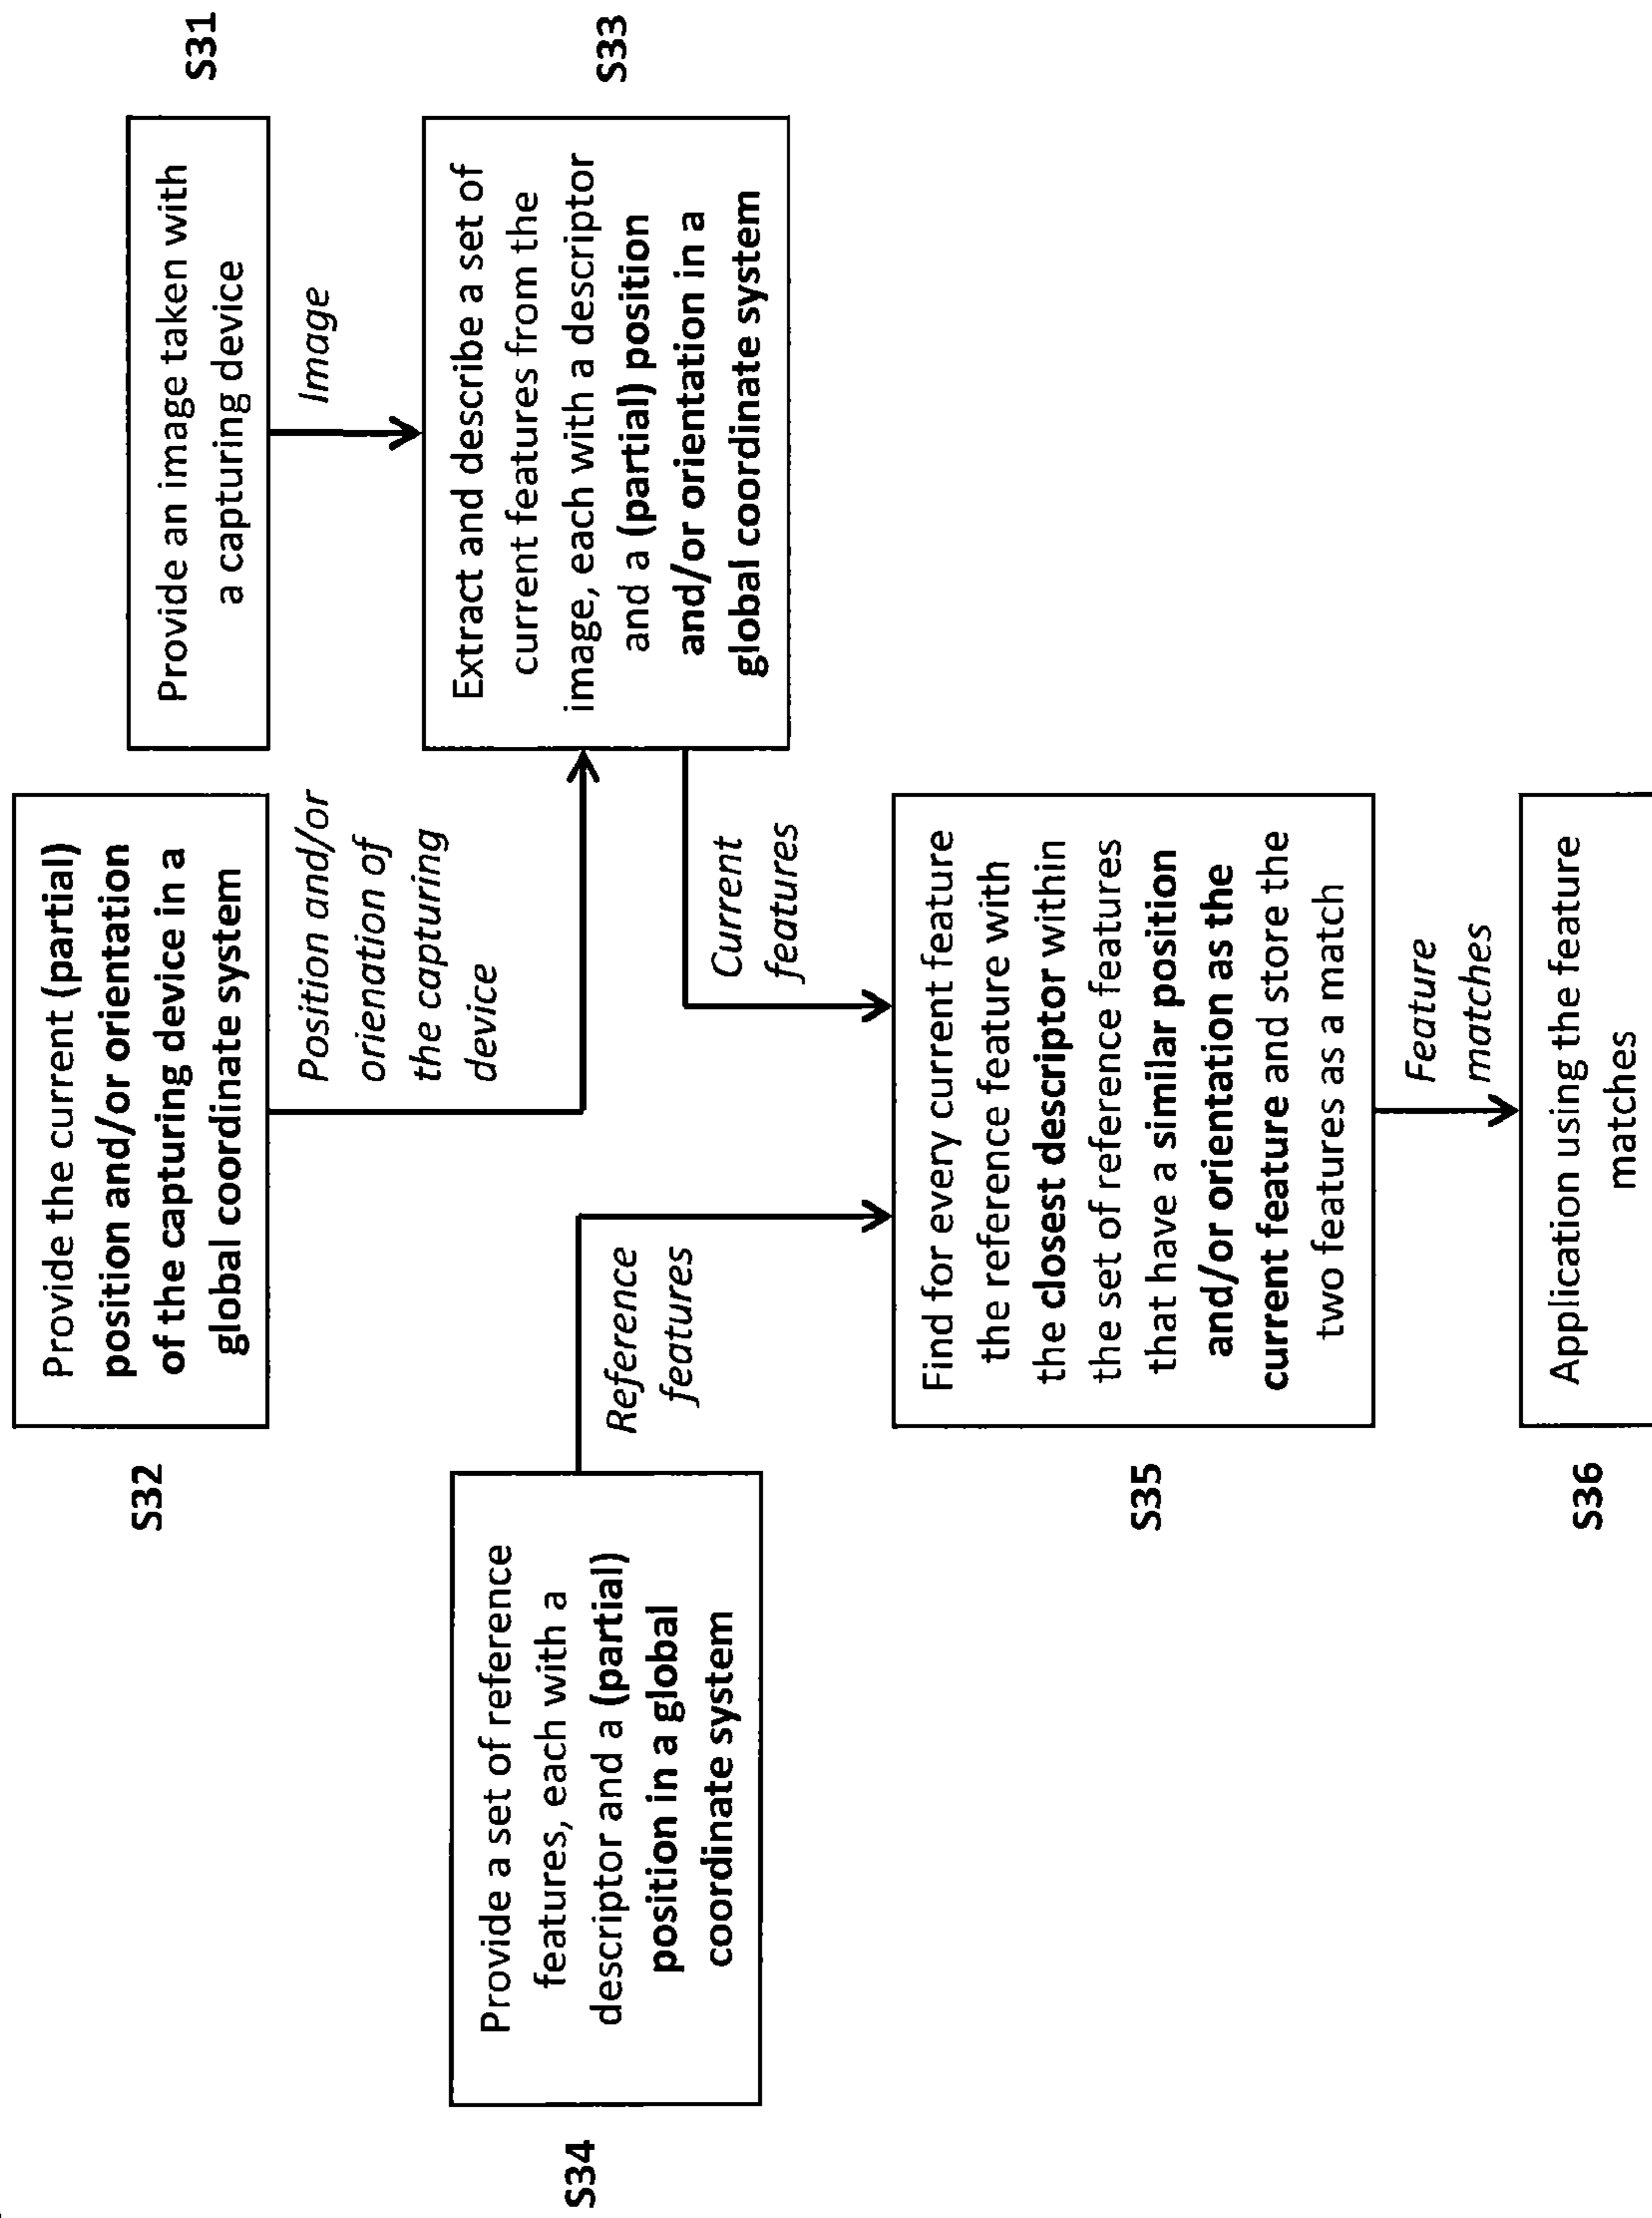 S31
Provide an image taken with
a capturing device
Image
S32
Provide the current (partial)
position and/or orientation
of the capturing device in a
global coordinate system
Position and/or
orienation of
the capturing
device
S33
Extract and describe a set of
current features from the
image, each with a descriptor
and a (partial) position
and/or orientation in a
global coordinate system
Current
features
S34
Provide a set of reference
features, each with a
descriptor and a (partial)
position in a global
coordinate system
Reference
features
S35
Find for every current feature
the reference feature with
the closest descriptor within
the set of reference features
that have a similar position
and/or orientation as the
current feature and store the
two features as a match
Feature
matches
S36
Application using the feature
matches